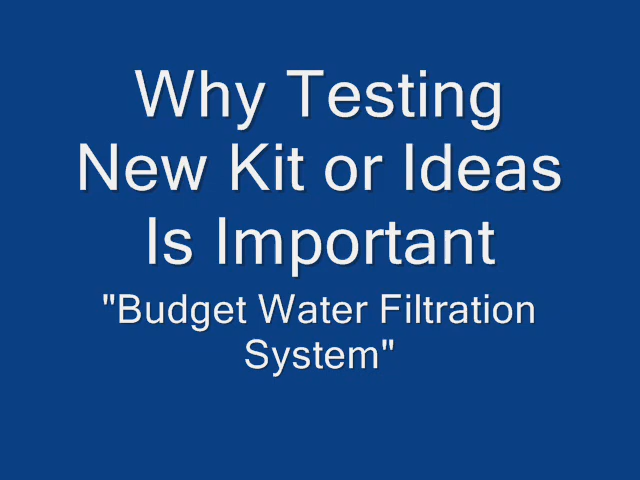 Why Testing
New Kit or Ideas
Is Important
"Budget Water Filtration
System"